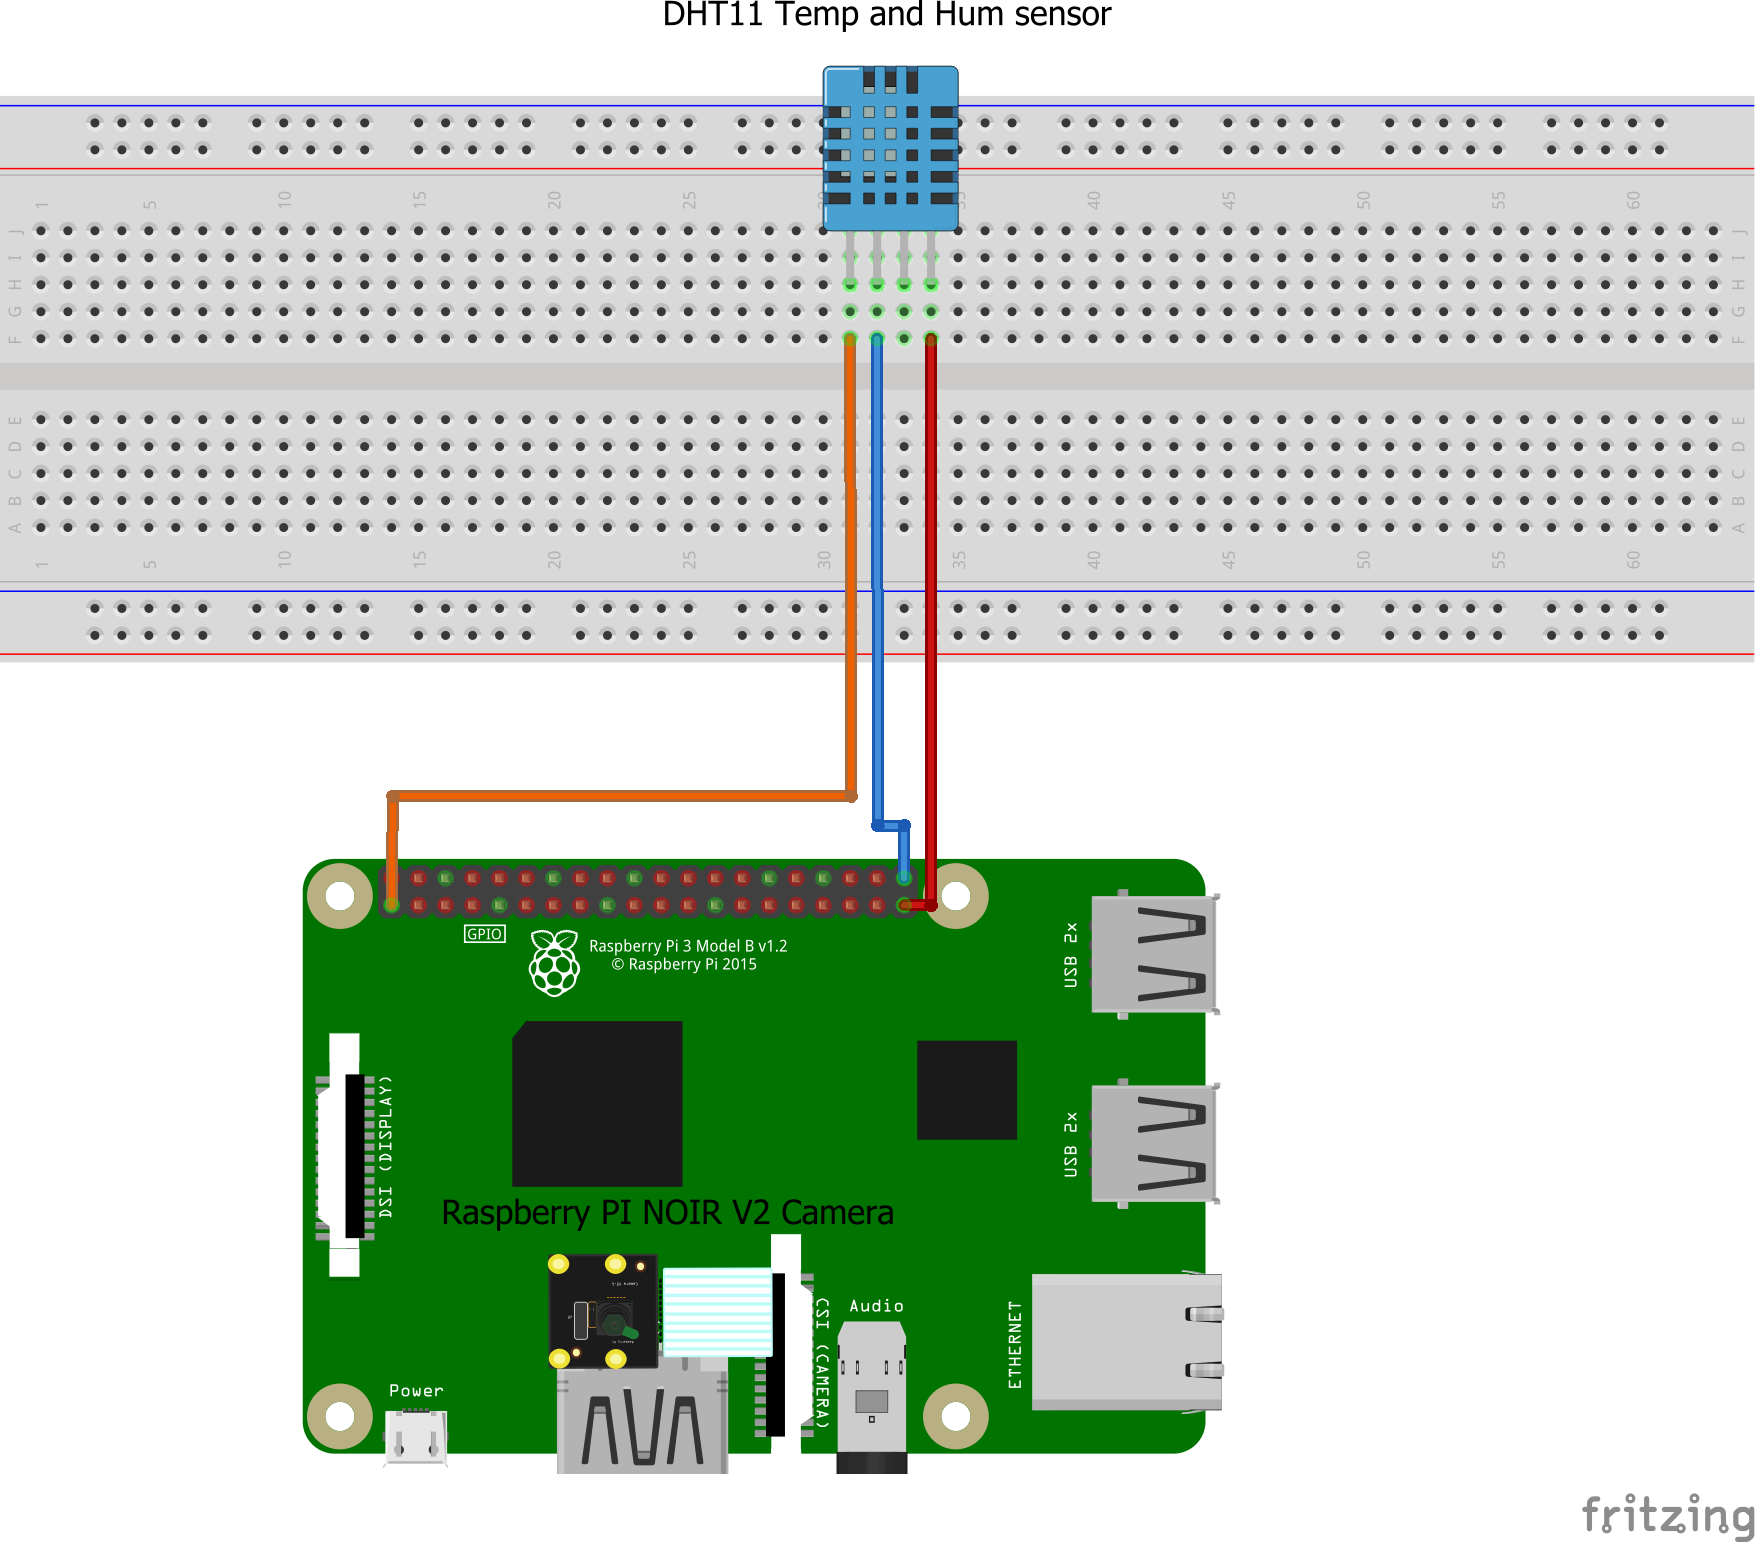 DHT11 Temp and Hum sensor
1 5 10 15 20 25 35 40 45 50 55 60
J J
I I
H H
G G
F F
E E
D D
C C
B B
A A
1 5 10 15 20 25 30 35 40 45 50 55 60
GPIO
Raspberry Pi 3 Model B v1.2
© Raspberry Pi 2015
USB 2x
DSI (DISPLAY)
USB 2x
Raspberry PI NOIR V2 Camera
CSI (CAMERA)
Audio
ETHERNET
Power
fritzing